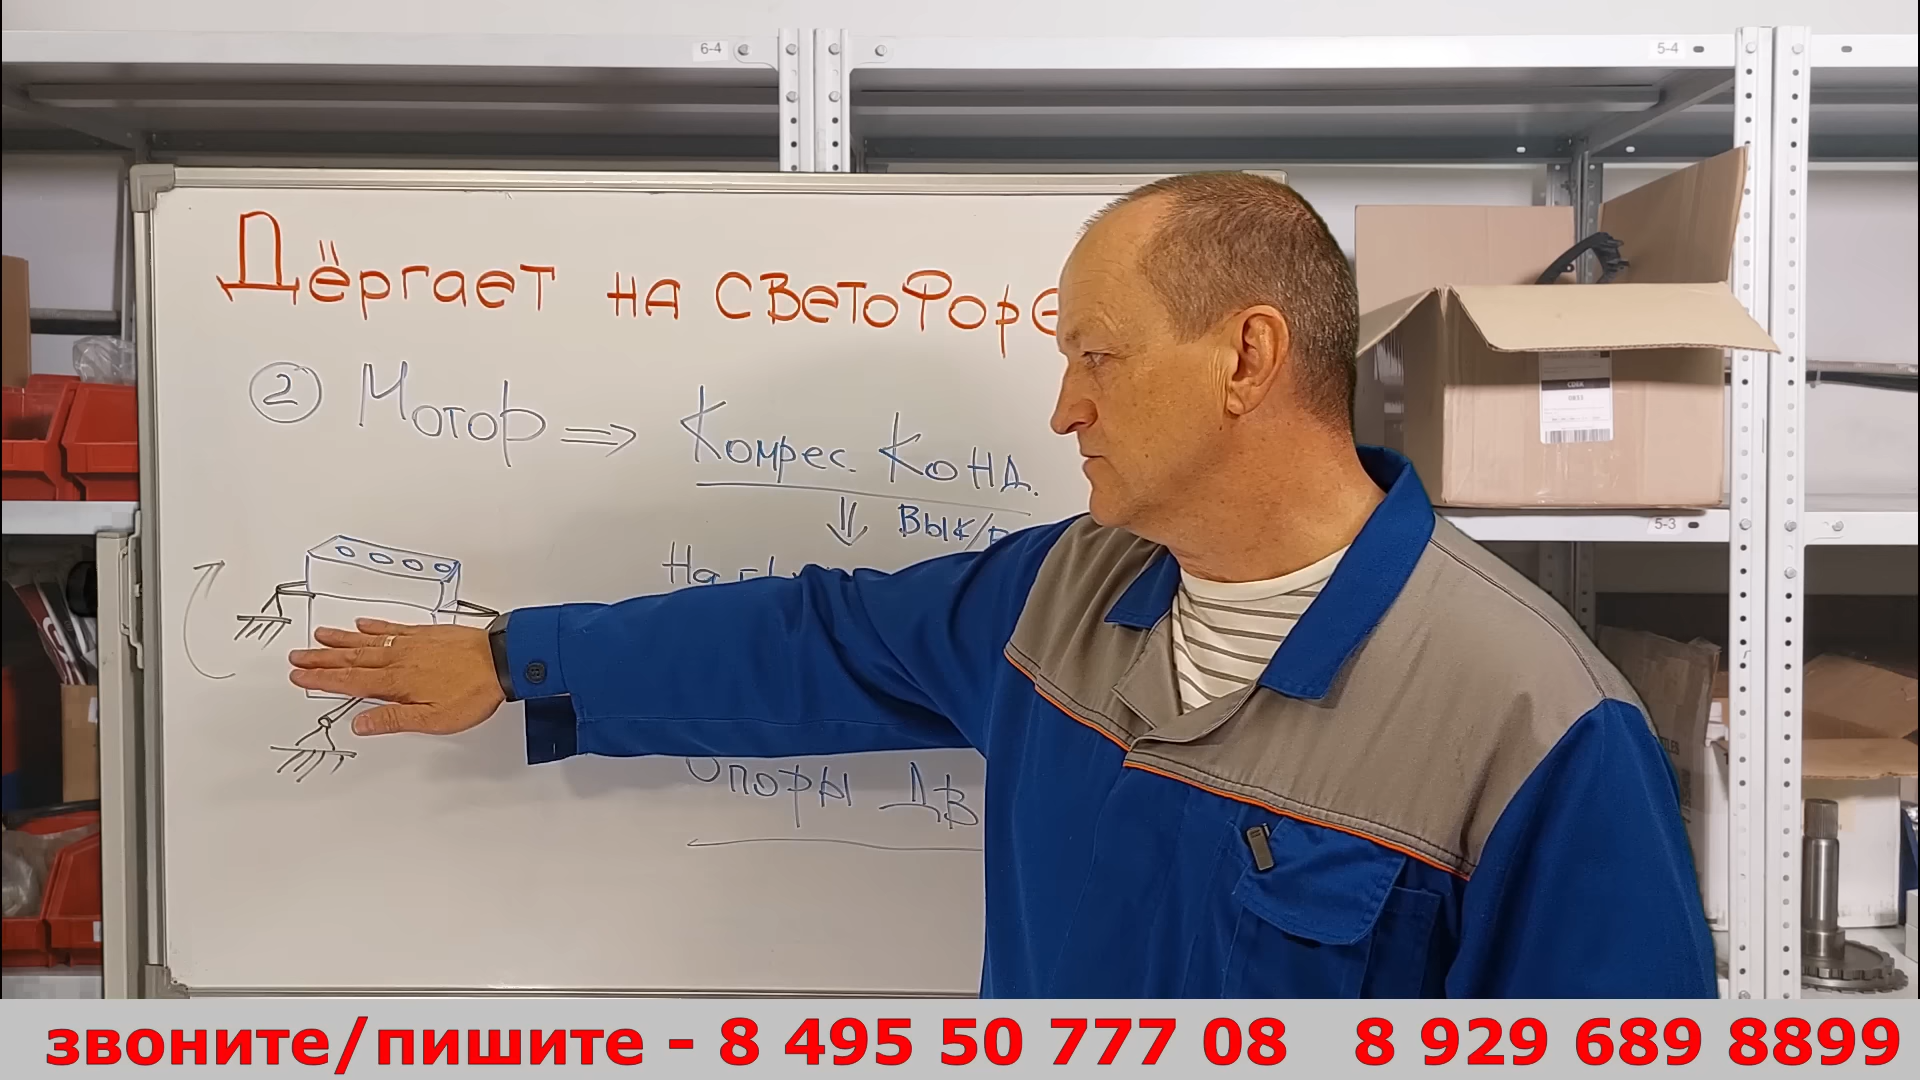 6-4
5-4
Дёргает на светофоре
② Мотор ⇒ Компрес. Конд.
Вык/
5-3
Опоры ДВ
звоните/пишите - 8 495 50 777 08 8 929 689 8899